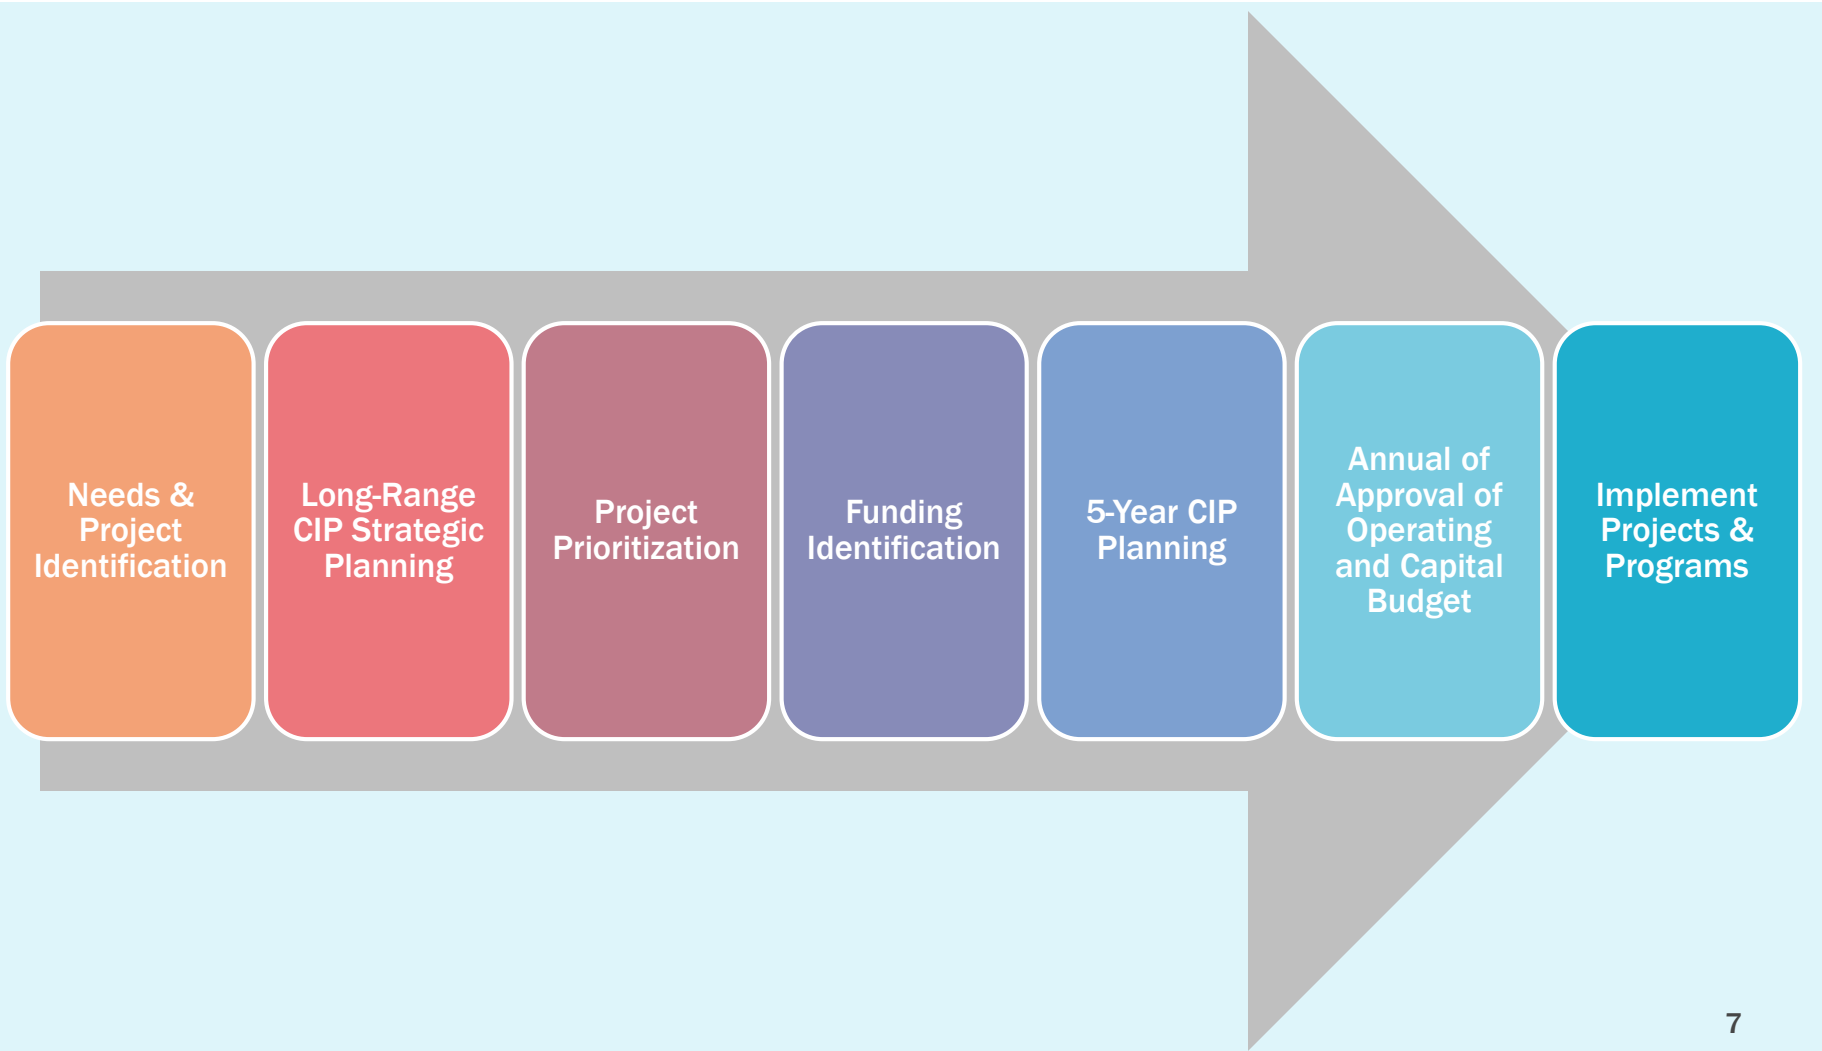 Needs &
Project
Identification
Long-Range
CIP Strategic
Planning
Project
Prioritization
Funding
Identification
5-Year CIP
Planning
Annual of
Approval of
Operating
and Capital
Budget
Implement
Projects &
Programs
7